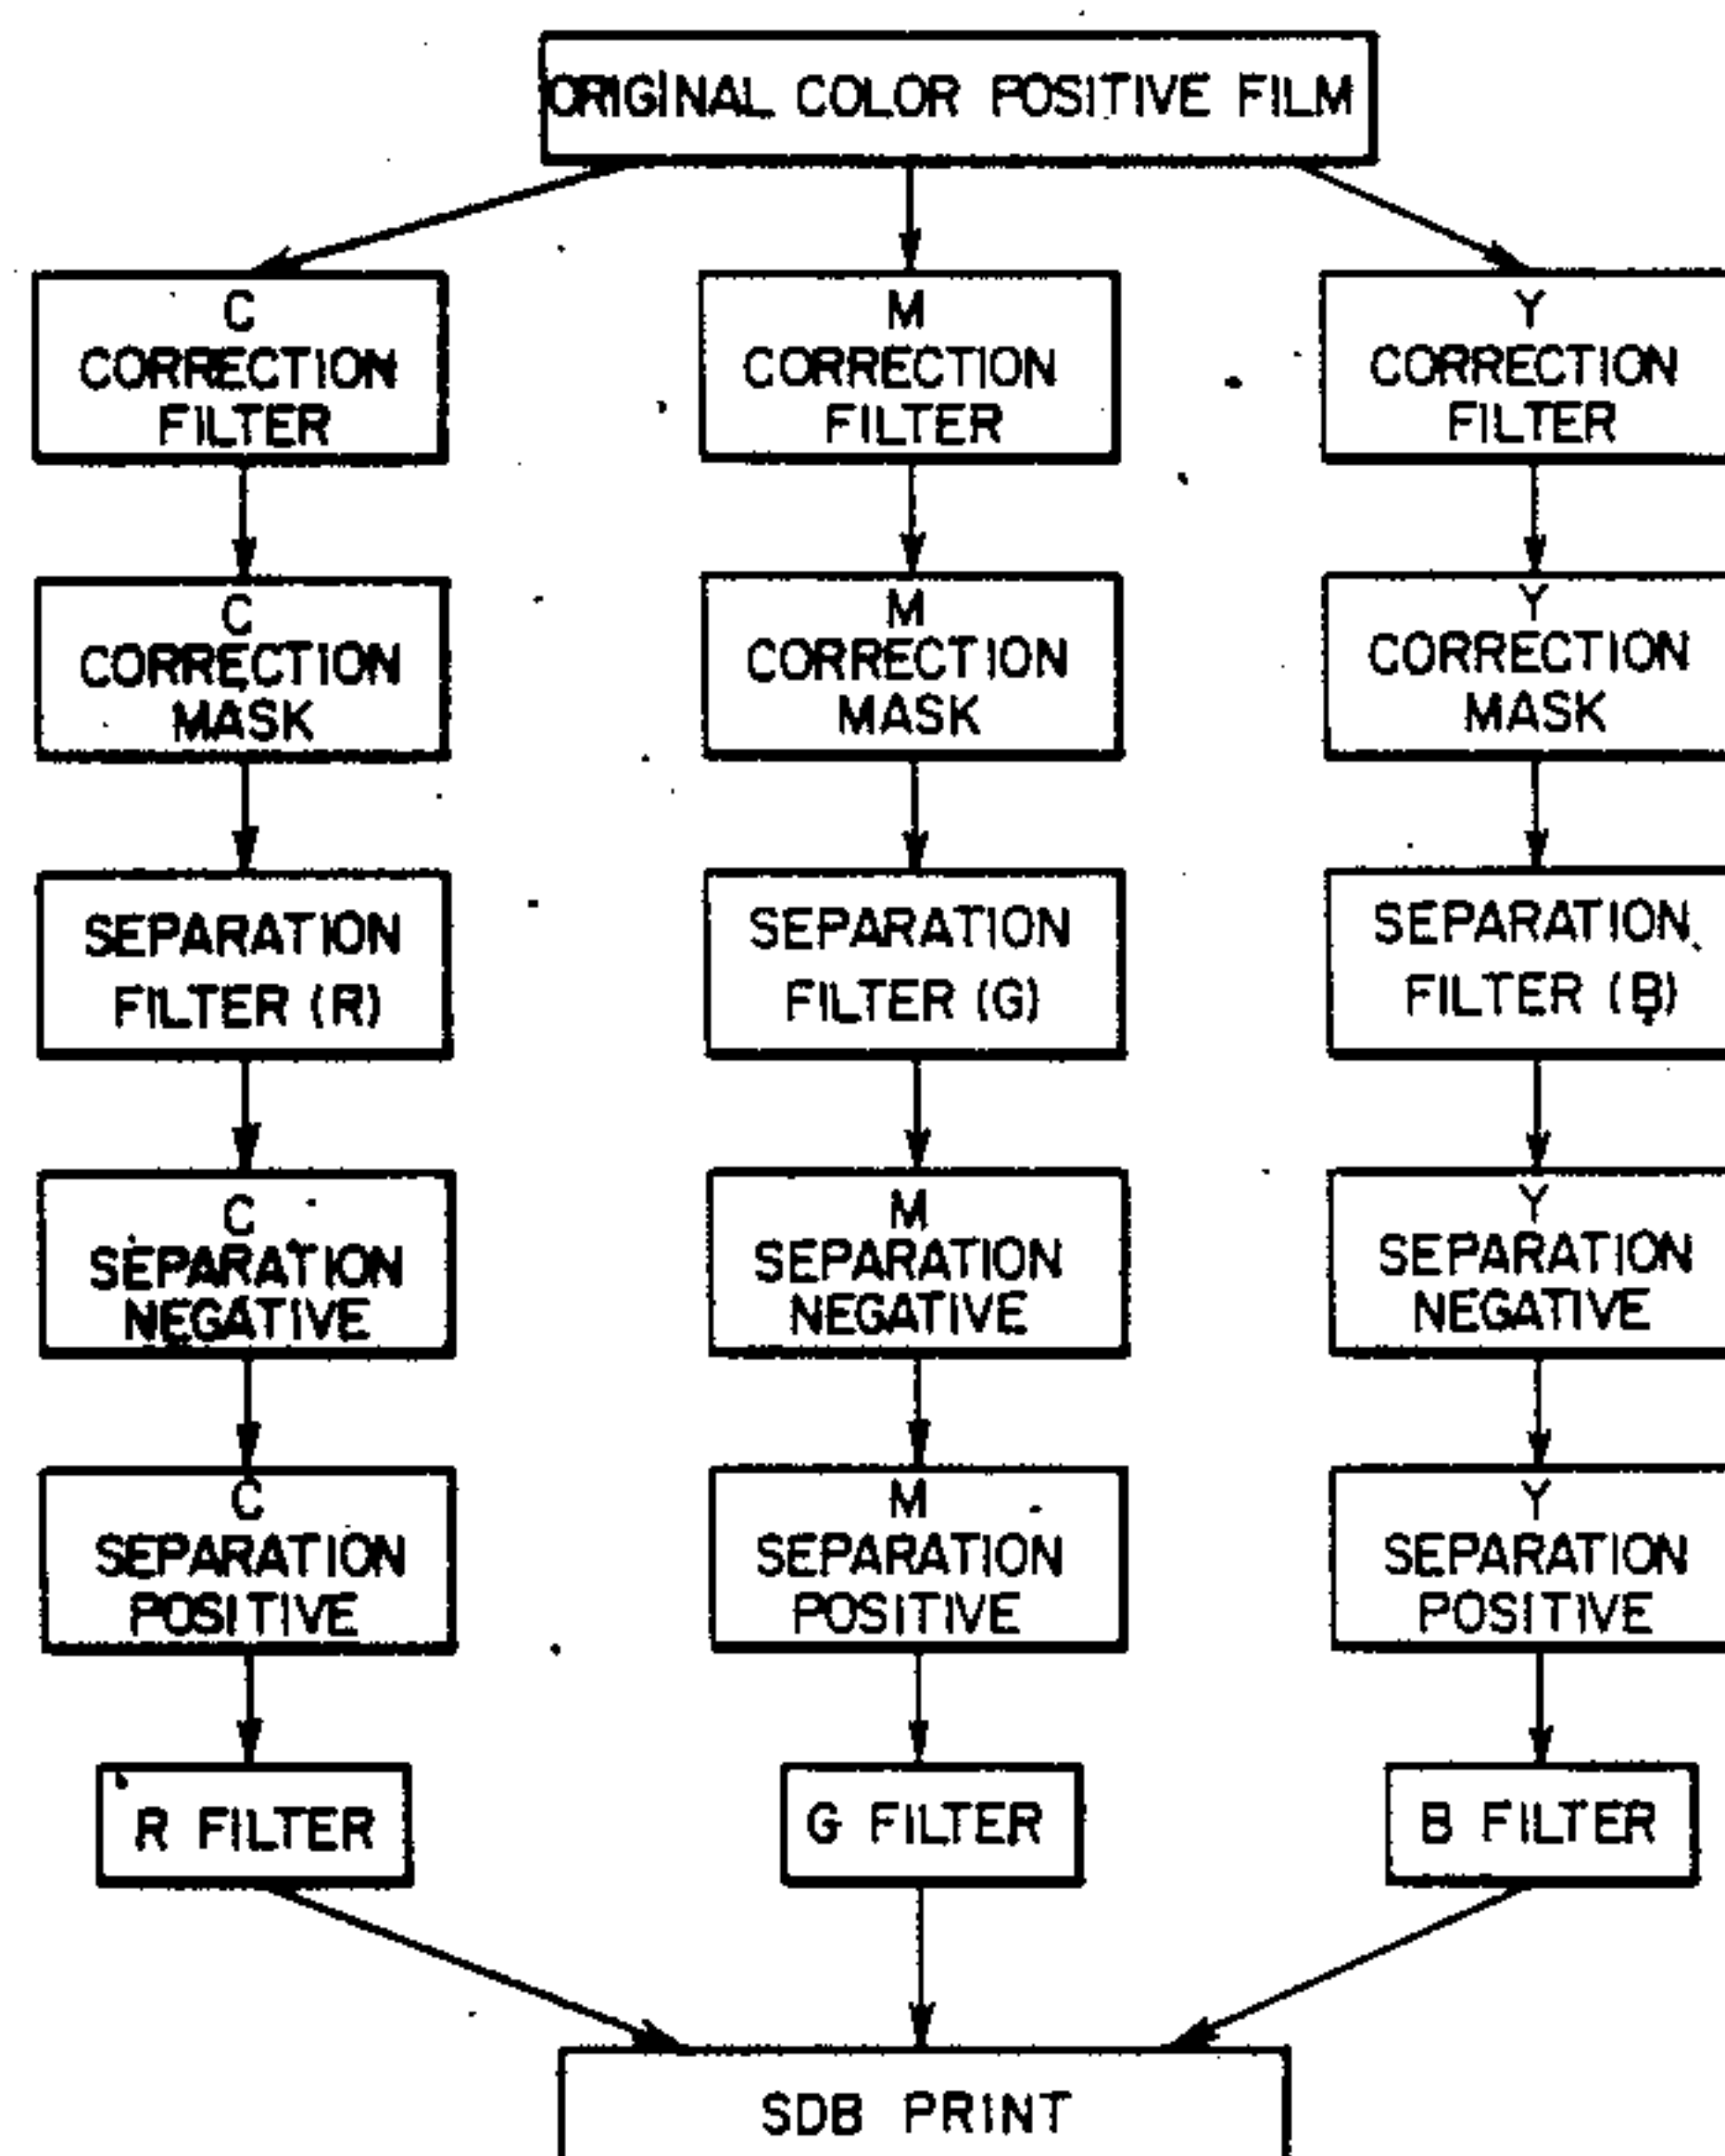 ORIGINAL COLOR POSITIVE FILM
C
CORRECTION
FILTER
M
CORRECTION
FILTER
Y
CORRECTION
FILTER
C
CORRECTION
MASK
M
CORRECTION
MASK
Y
CORRECTION
MASK
SEPARATION
FILTER (R)
SEPARATION
FILTER (G)
SEPARATION
FILTER (B)
C
SEPARATION
NEGATIVE
M
SEPARATION
NEGATIVE
Y
SEPARATION
NEGATIVE
C
SEPARATION
POSITIVE
M
SEPARATION
POSITIVE
Y
SEPARATION
POSITIVE
R FILTER
G FILTER
B FILTER
SDB PRINT